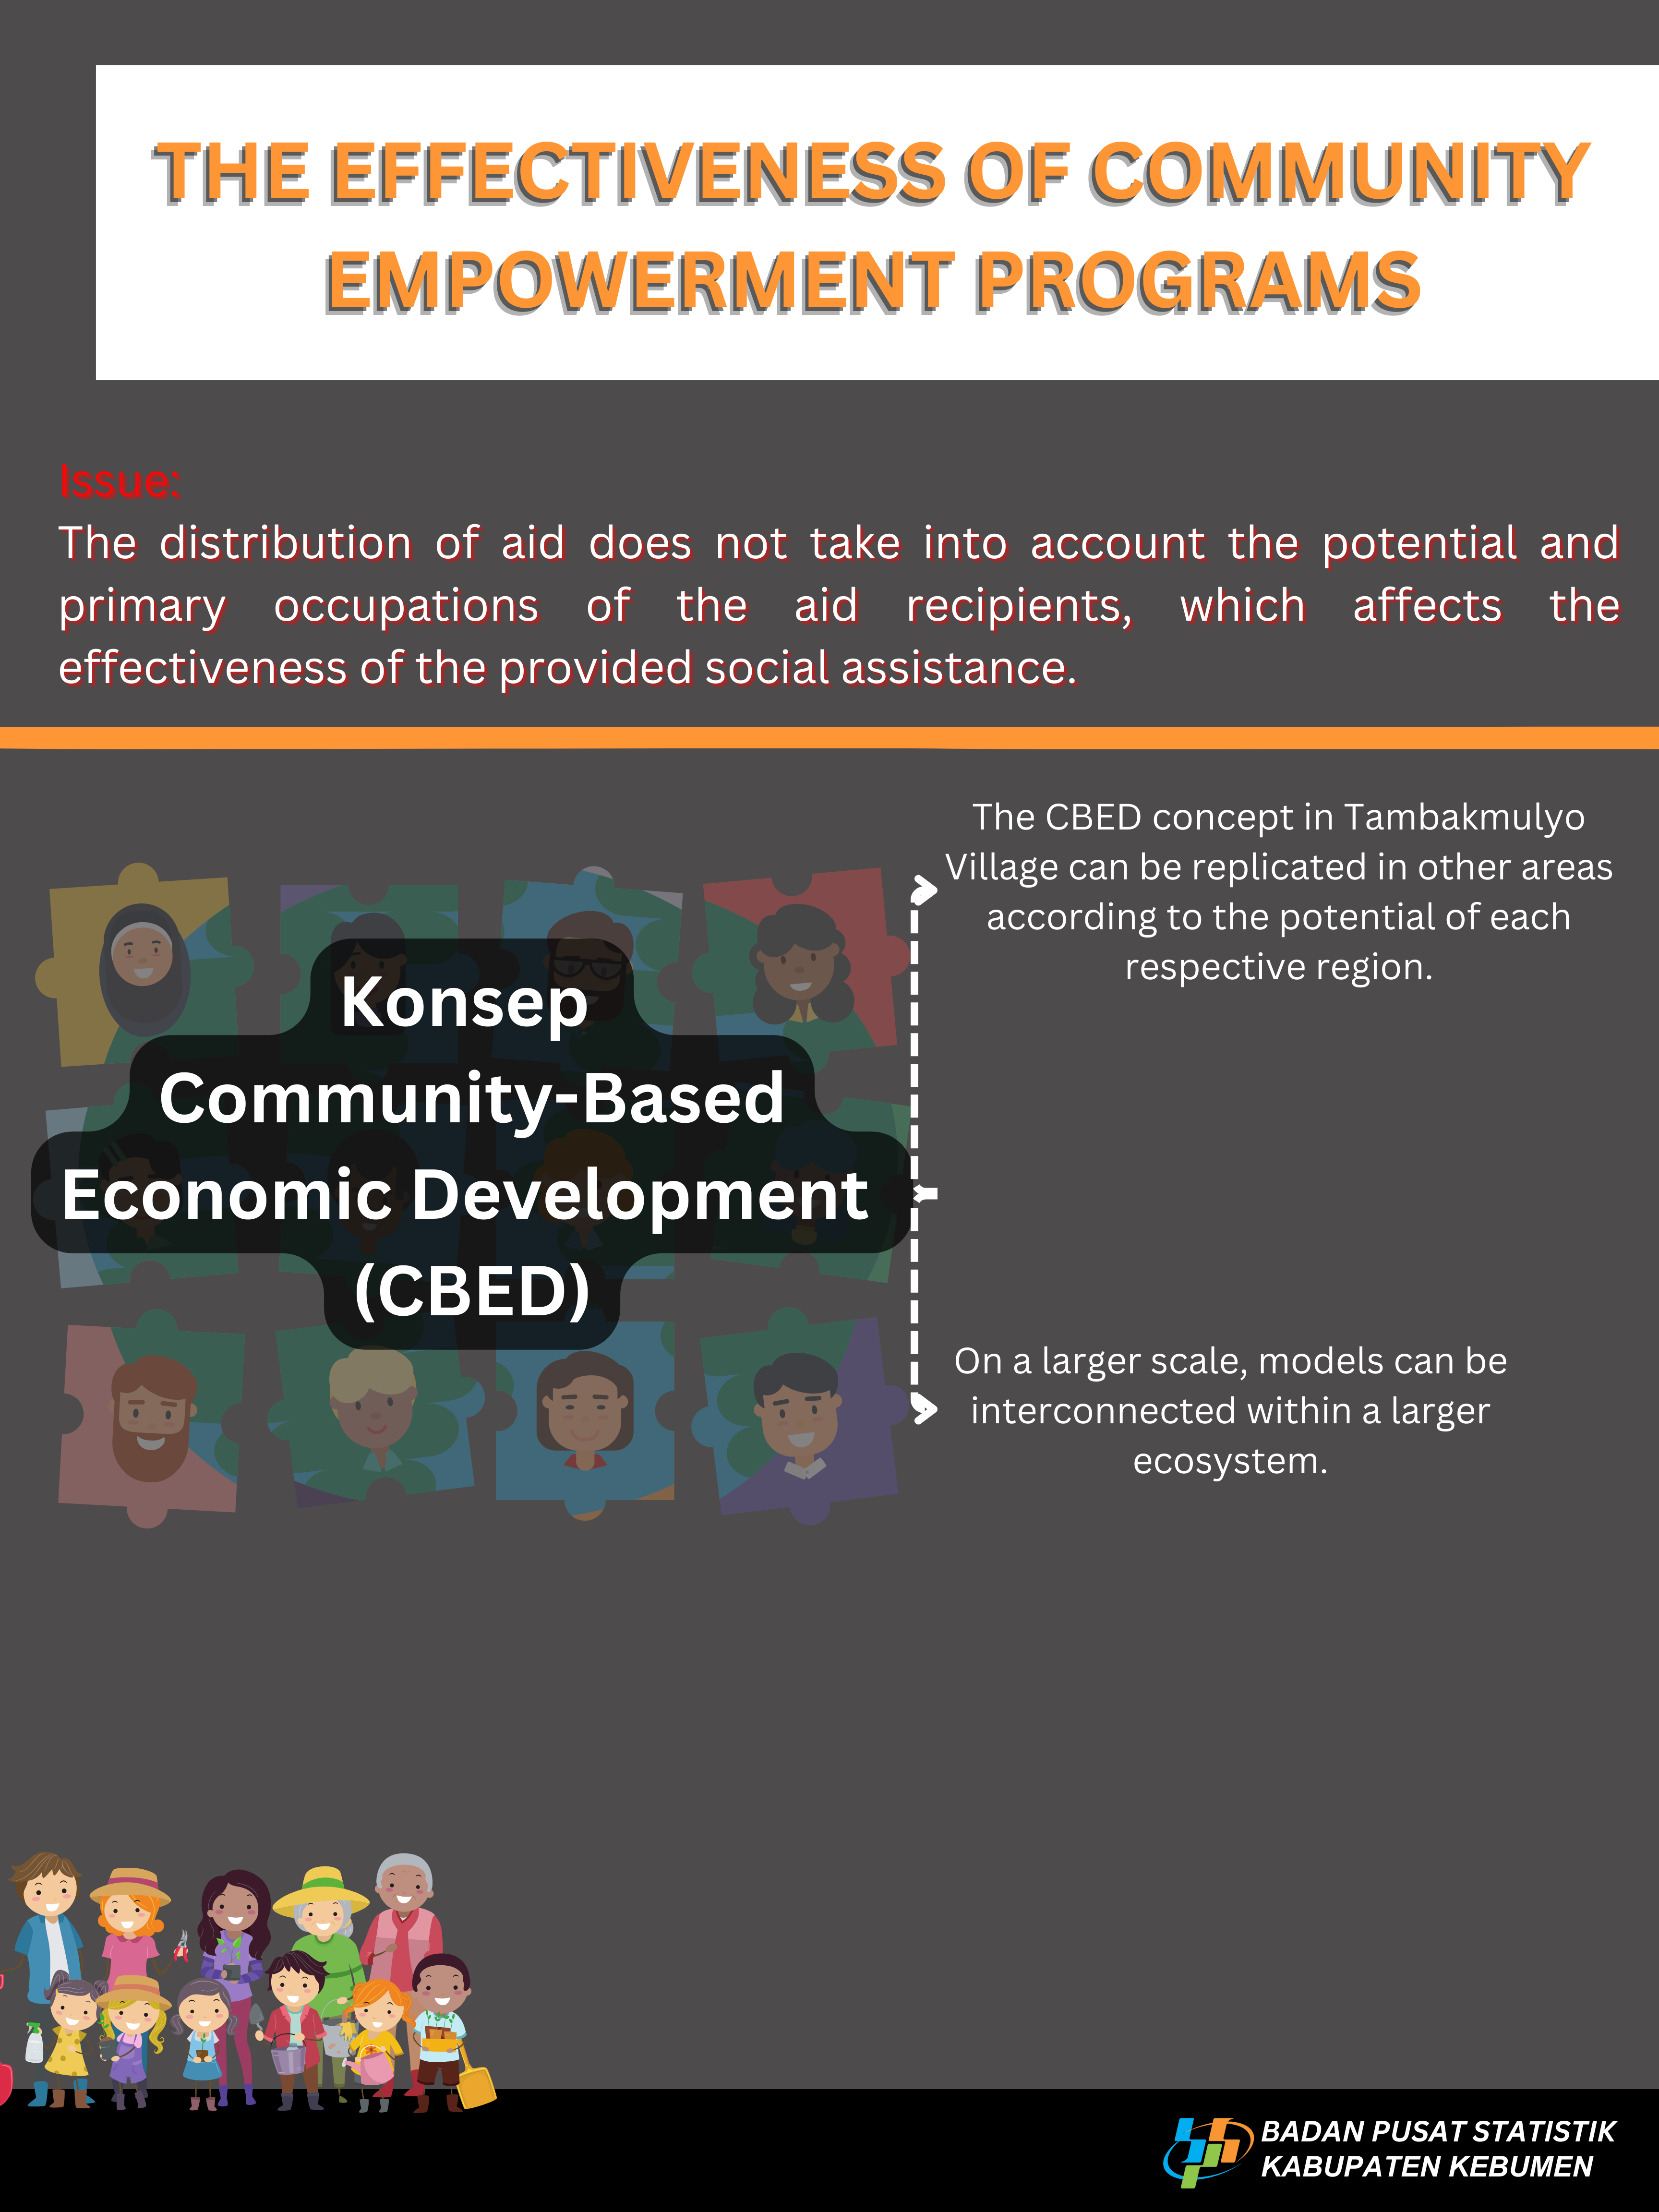 THE EFFECTIVENESS OF COMMUNITY
EMPOWERMENT PROGRAMS
Issue:
The distribution of aid does not take into account the potential and
primary occupations of the aid recipients, which affects the
effectiveness of the provided social assistance.
Konsep
Community-Based
Economic Development
(CBED)
The CBED concept in Tambakmulyo
Village can be replicated in other areas
according to the potential of each
respective region.
On a larger scale, models can be
interconnected within a larger
ecosystem.
BADAN PUSAT STATISTIK
KABUPATEN KEBUMEN